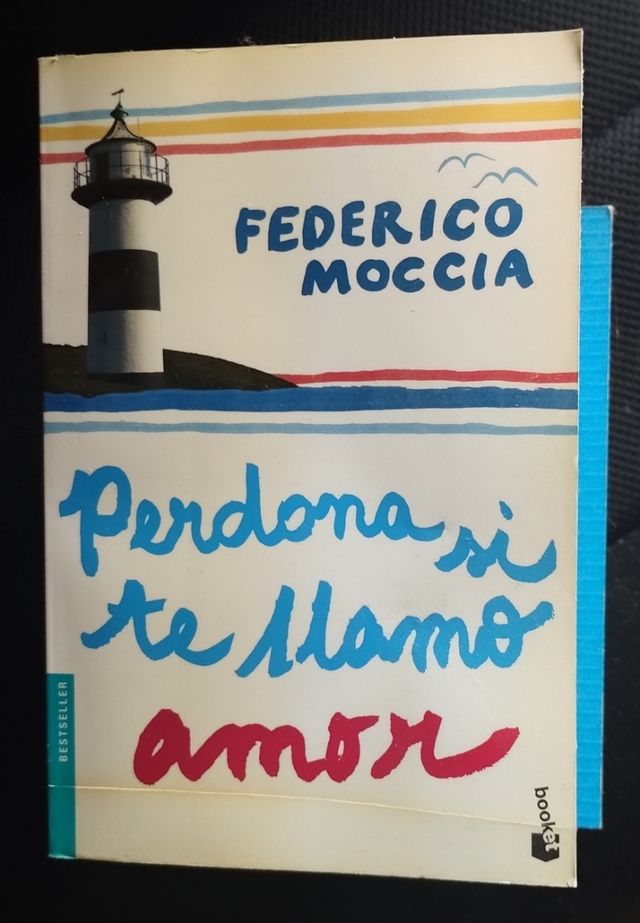 FEDERICO
MOCCIA
Perdona si
te llamo
amor
BESTSELLER
booket